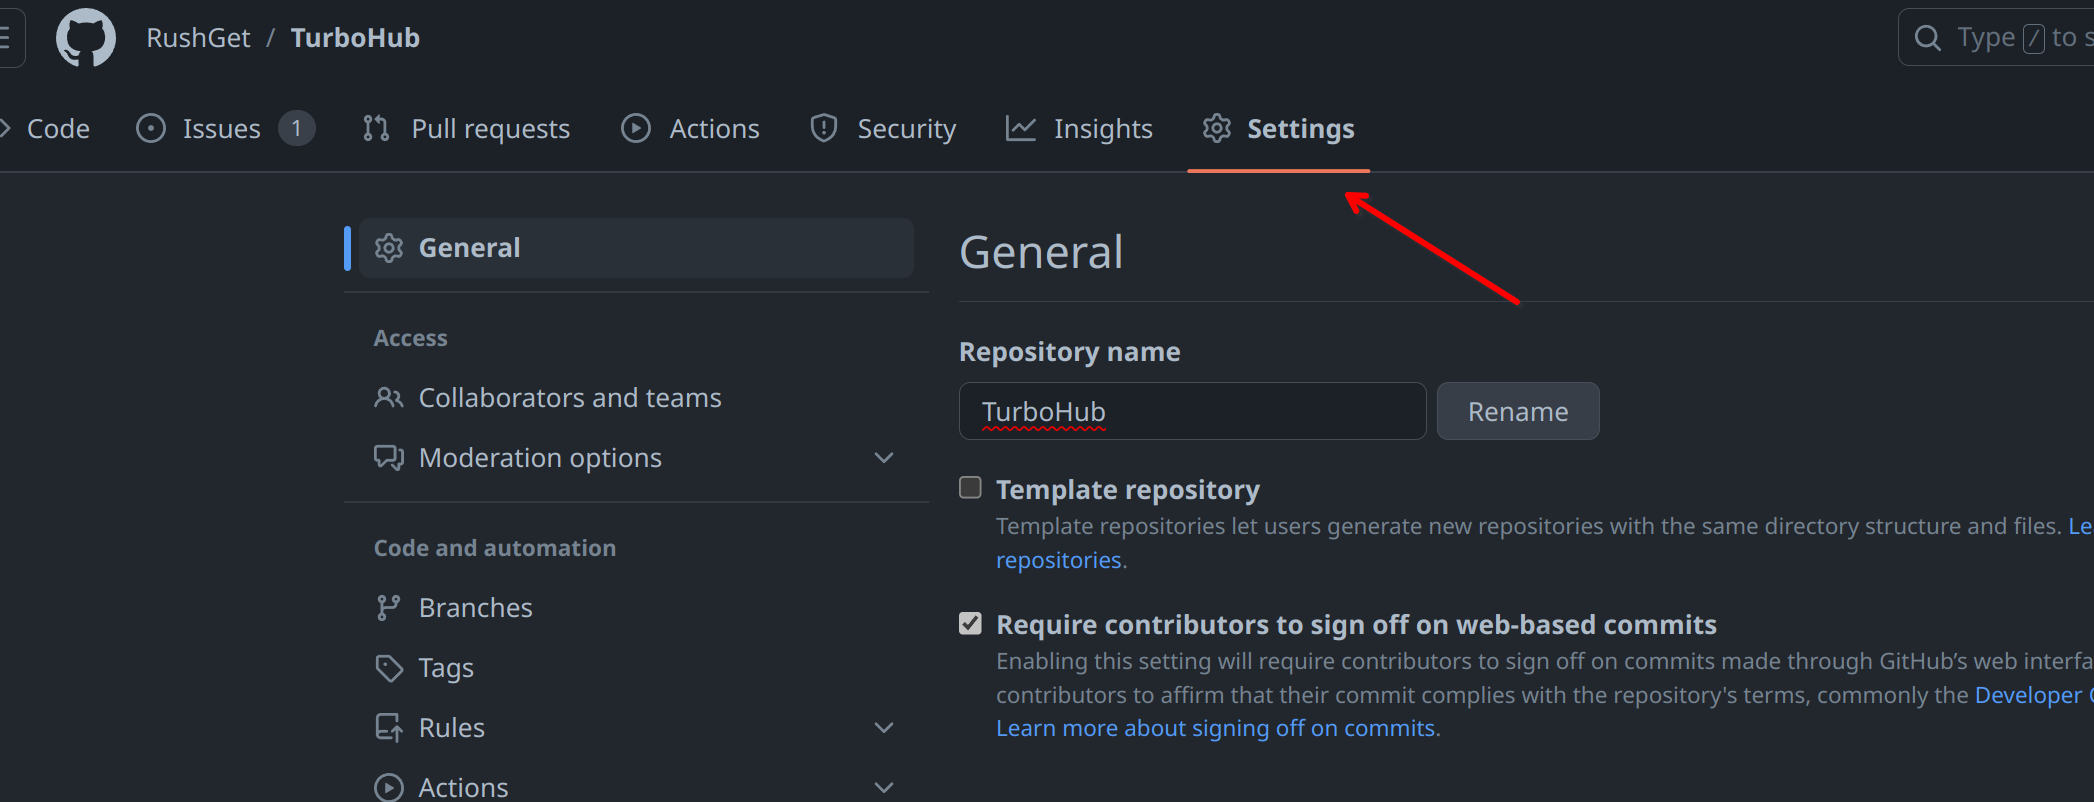 RushGet / TurboHub
Type / to s
Code
Issues 1
Pull requests
Actions
Security
Insights
Settings
General
Access
Collaborators and teams
Moderation options
Code and automation
Branches
Tags
Rules
Actions
General
Repository name
TurboHub
Rename
Template repository
Template repositories let users generate new repositories with the same directory structure and files. Le
repositories.
Require contributors to sign off on web-based commits
Enabling this setting will require contributors to sign off on commits made through GitHub’s web interfa
contributors to affirm that their commit complies with the repository's terms, commonly the Developer C
Learn more about signing off on commits.